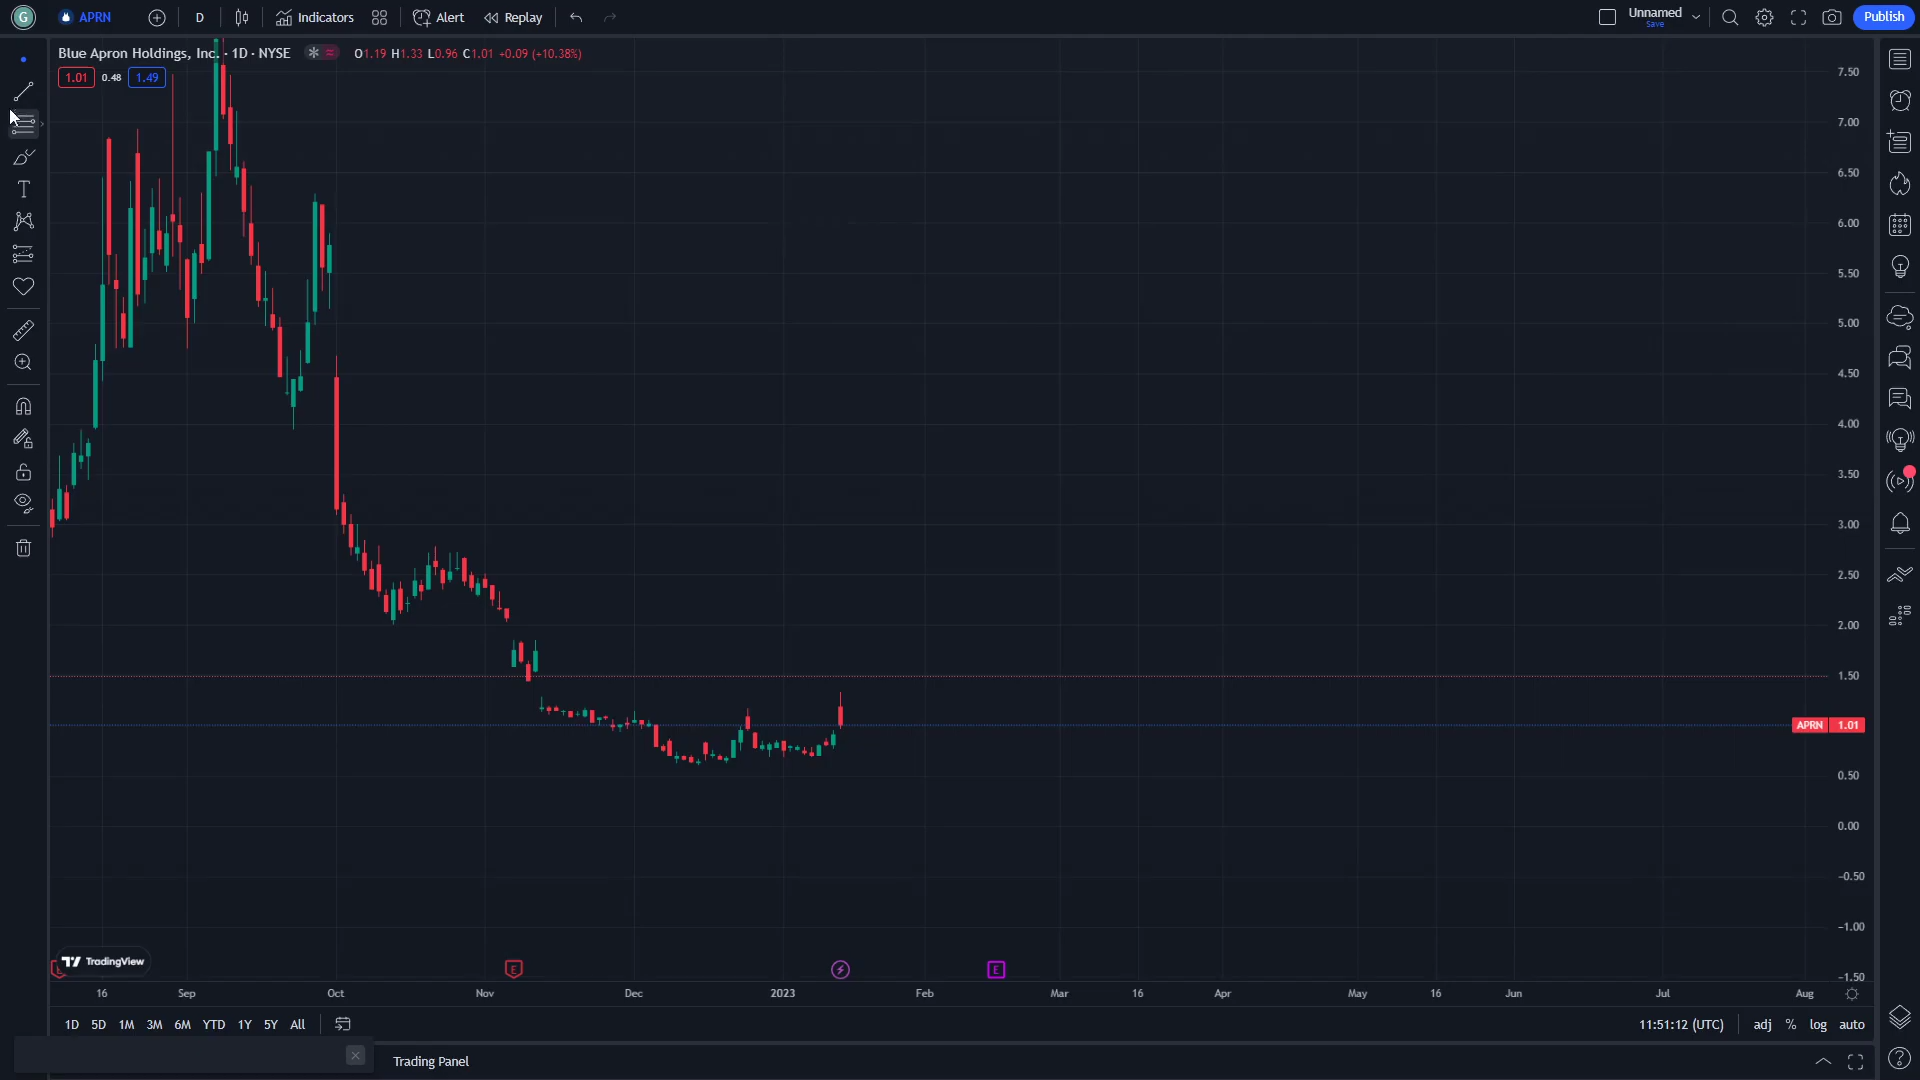 G APRN D Indicators Alert Replay Unnamed Save Publish
Blue Apron Holdings, Inc. · 1D · NYSE O1.19 H1.33 L0.96 C1.01 +0.09 (+10.38%)
1.01 0.48 1.49
7.50
7.00
6.50
6.00
5.50
5.00
4.50
4.00
3.50
3.00
2.50
2.00
1.50
APRN 1.01
0.50
0.00
−0.50
−1.00
−1.50
TradingView
E E E
16 Sep Oct Nov Dec 2023 Feb Mar 16 Apr May 16 Jun Jul Aug
1D 5D 1M 3M 6M YTD 1Y 5Y All 11:51:12 (UTC) adj % log auto
Trading Panel